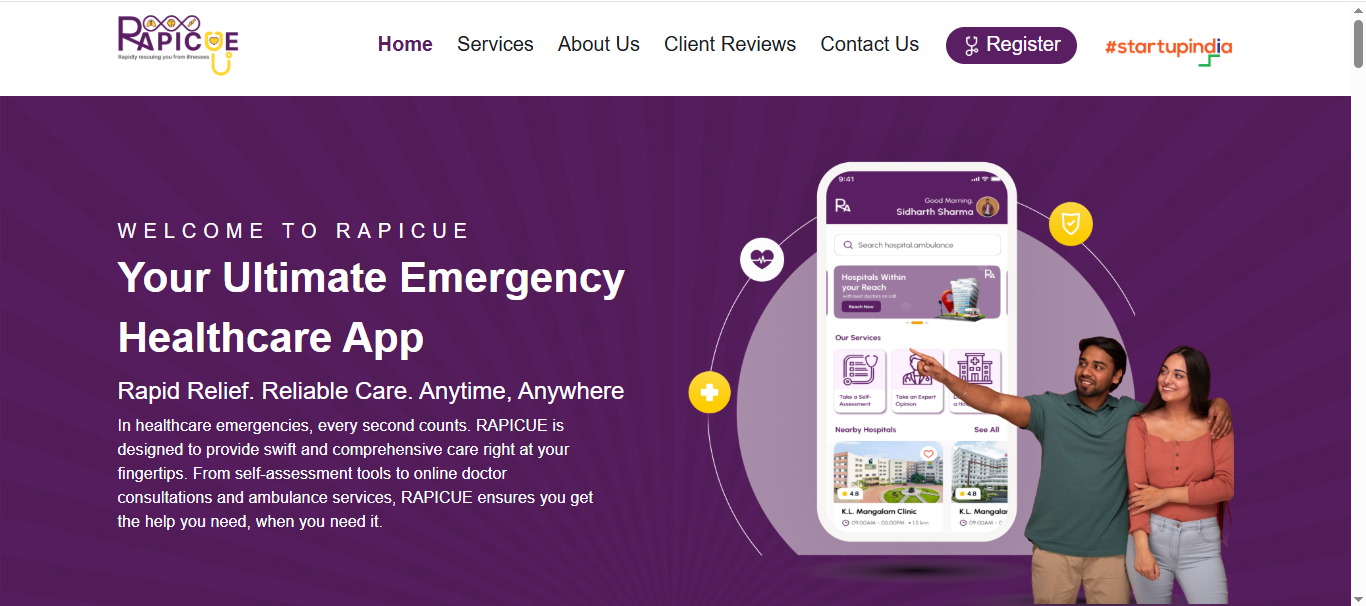 RAPICUE
Rapidly rescuing you from illnesses
Home
Services
About Us
Client Reviews
Contact Us
Register
#startupindia
WELCOME TO RAPICUE
Your Ultimate Emergency
Healthcare App
Rapid Relief. Reliable Care. Anytime, Anywhere
In healthcare emergencies, every second counts. RAPICUE is
designed to provide swift and comprehensive care right at your
fingertips. From self-assessment tools to online doctor
consultations and ambulance services, RAPICUE ensures you get
the help you need, when you need it.
9:41
RA
Good Morning,
Sidharth Sharma
Search hospital,ambulance
Hospitals Within
your Reach
with best doctors on call
Reach Now
RA
Our Services
Take a Self-
Assessment
Take an Expert
Opinion
a Ho
Nearby Hospitals
See All
4.8
4.8
K.L. Mangalam Clinic
K.L. Mangala
09:00AM - 05:00PM
1.5 km
09:00AM - 0